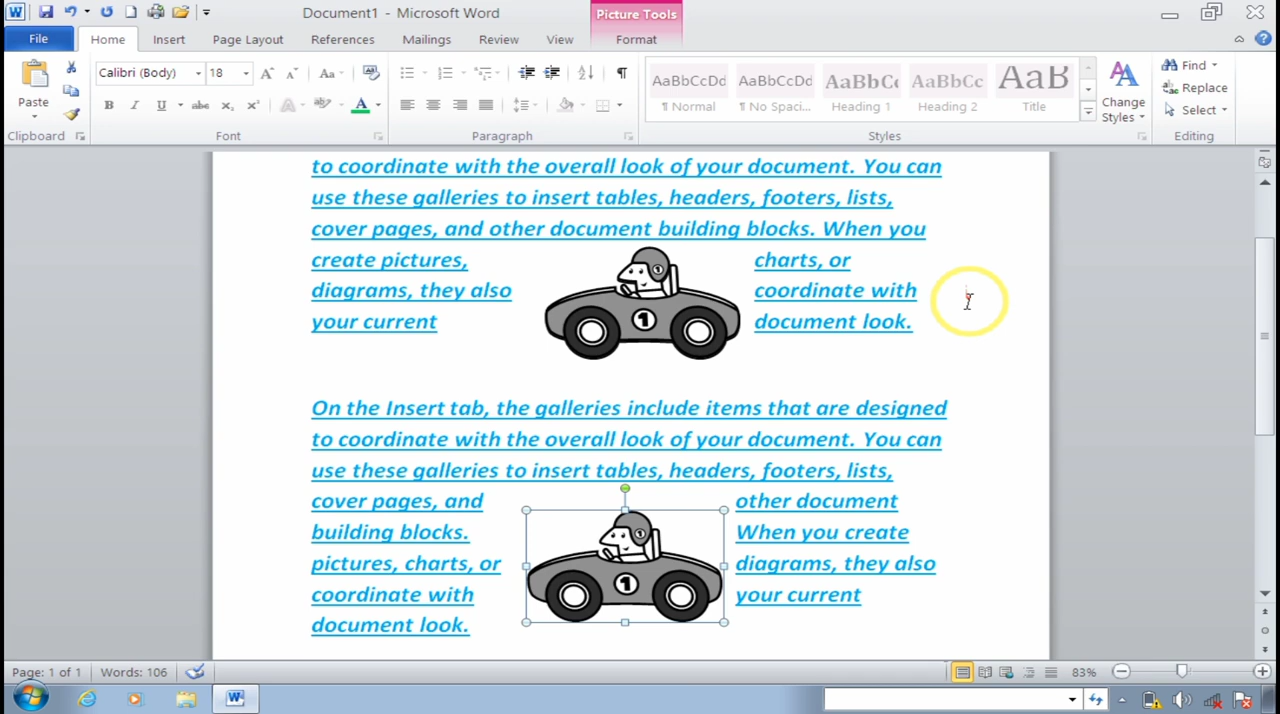 Document1 - Microsoft Word
Picture Tools
File Home Insert Page Layout References Mailings Review View Format
Calibri (Body) 18
Paste
Clipboard Font Paragraph Styles Editing
AaBbCcDd AaBbCcDd AaBbCc AaBbCc AaB
¶ Normal ¶ No Spaci... Heading 1 Heading 2 Title
Change Styles
Find
Replace
Select
to coordinate with the overall look of your document. You can
use these galleries to insert tables, headers, footers, lists,
cover pages, and other document building blocks. When you
create pictures, charts, or
diagrams, they also coordinate with
your current document look.
1
1
On the Insert tab, the galleries include items that are designed
to coordinate with the overall look of your document. You can
use these galleries to insert tables, headers, footers, lists,
cover pages, and other document
building blocks. When you create
pictures, charts, or diagrams, they also
coordinate with your current
document look.
1
1
Page: 1 of 1 Words: 106 83%